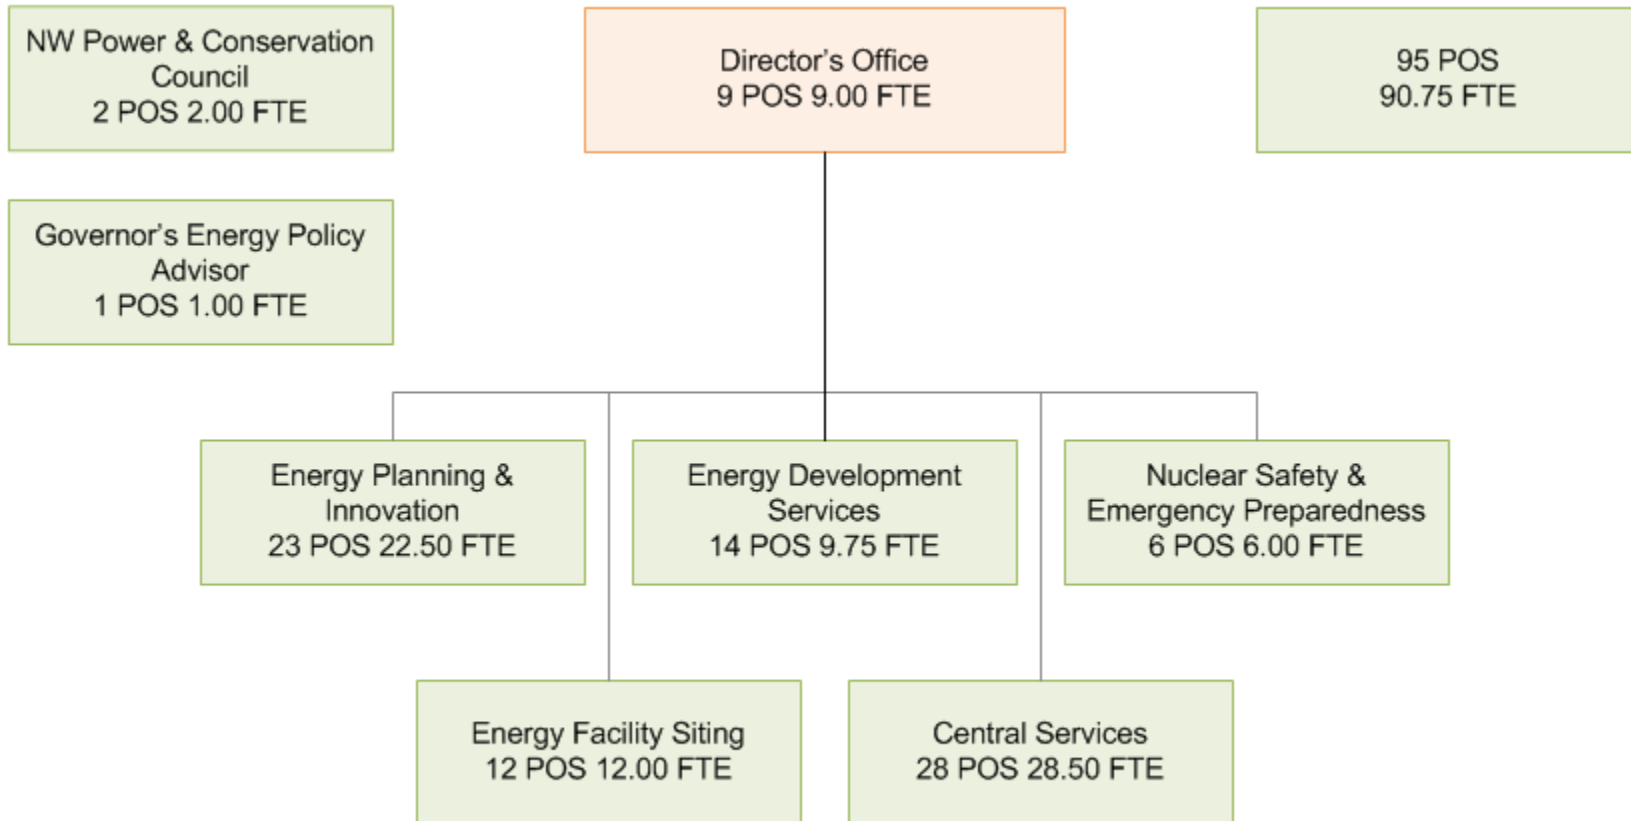 NW Power & Conservation
Council
2 POS 2.00 FTE
Director's Office
9 POS 9.00 FTE
95 POS
90.75 FTE
Governor's Energy Policy
Advisor
1 POS 1.00 FTE
Energy Planning &
Innovation
23 POS 22.50 FTE
Energy Development
Services
14 POS 9.75 FTE
Nuclear Safety &
Emergency Preparedness
6 POS 6.00 FTE
Energy Facility Siting
12 POS 12.00 FTE
Central Services
28 POS 28.50 FTE